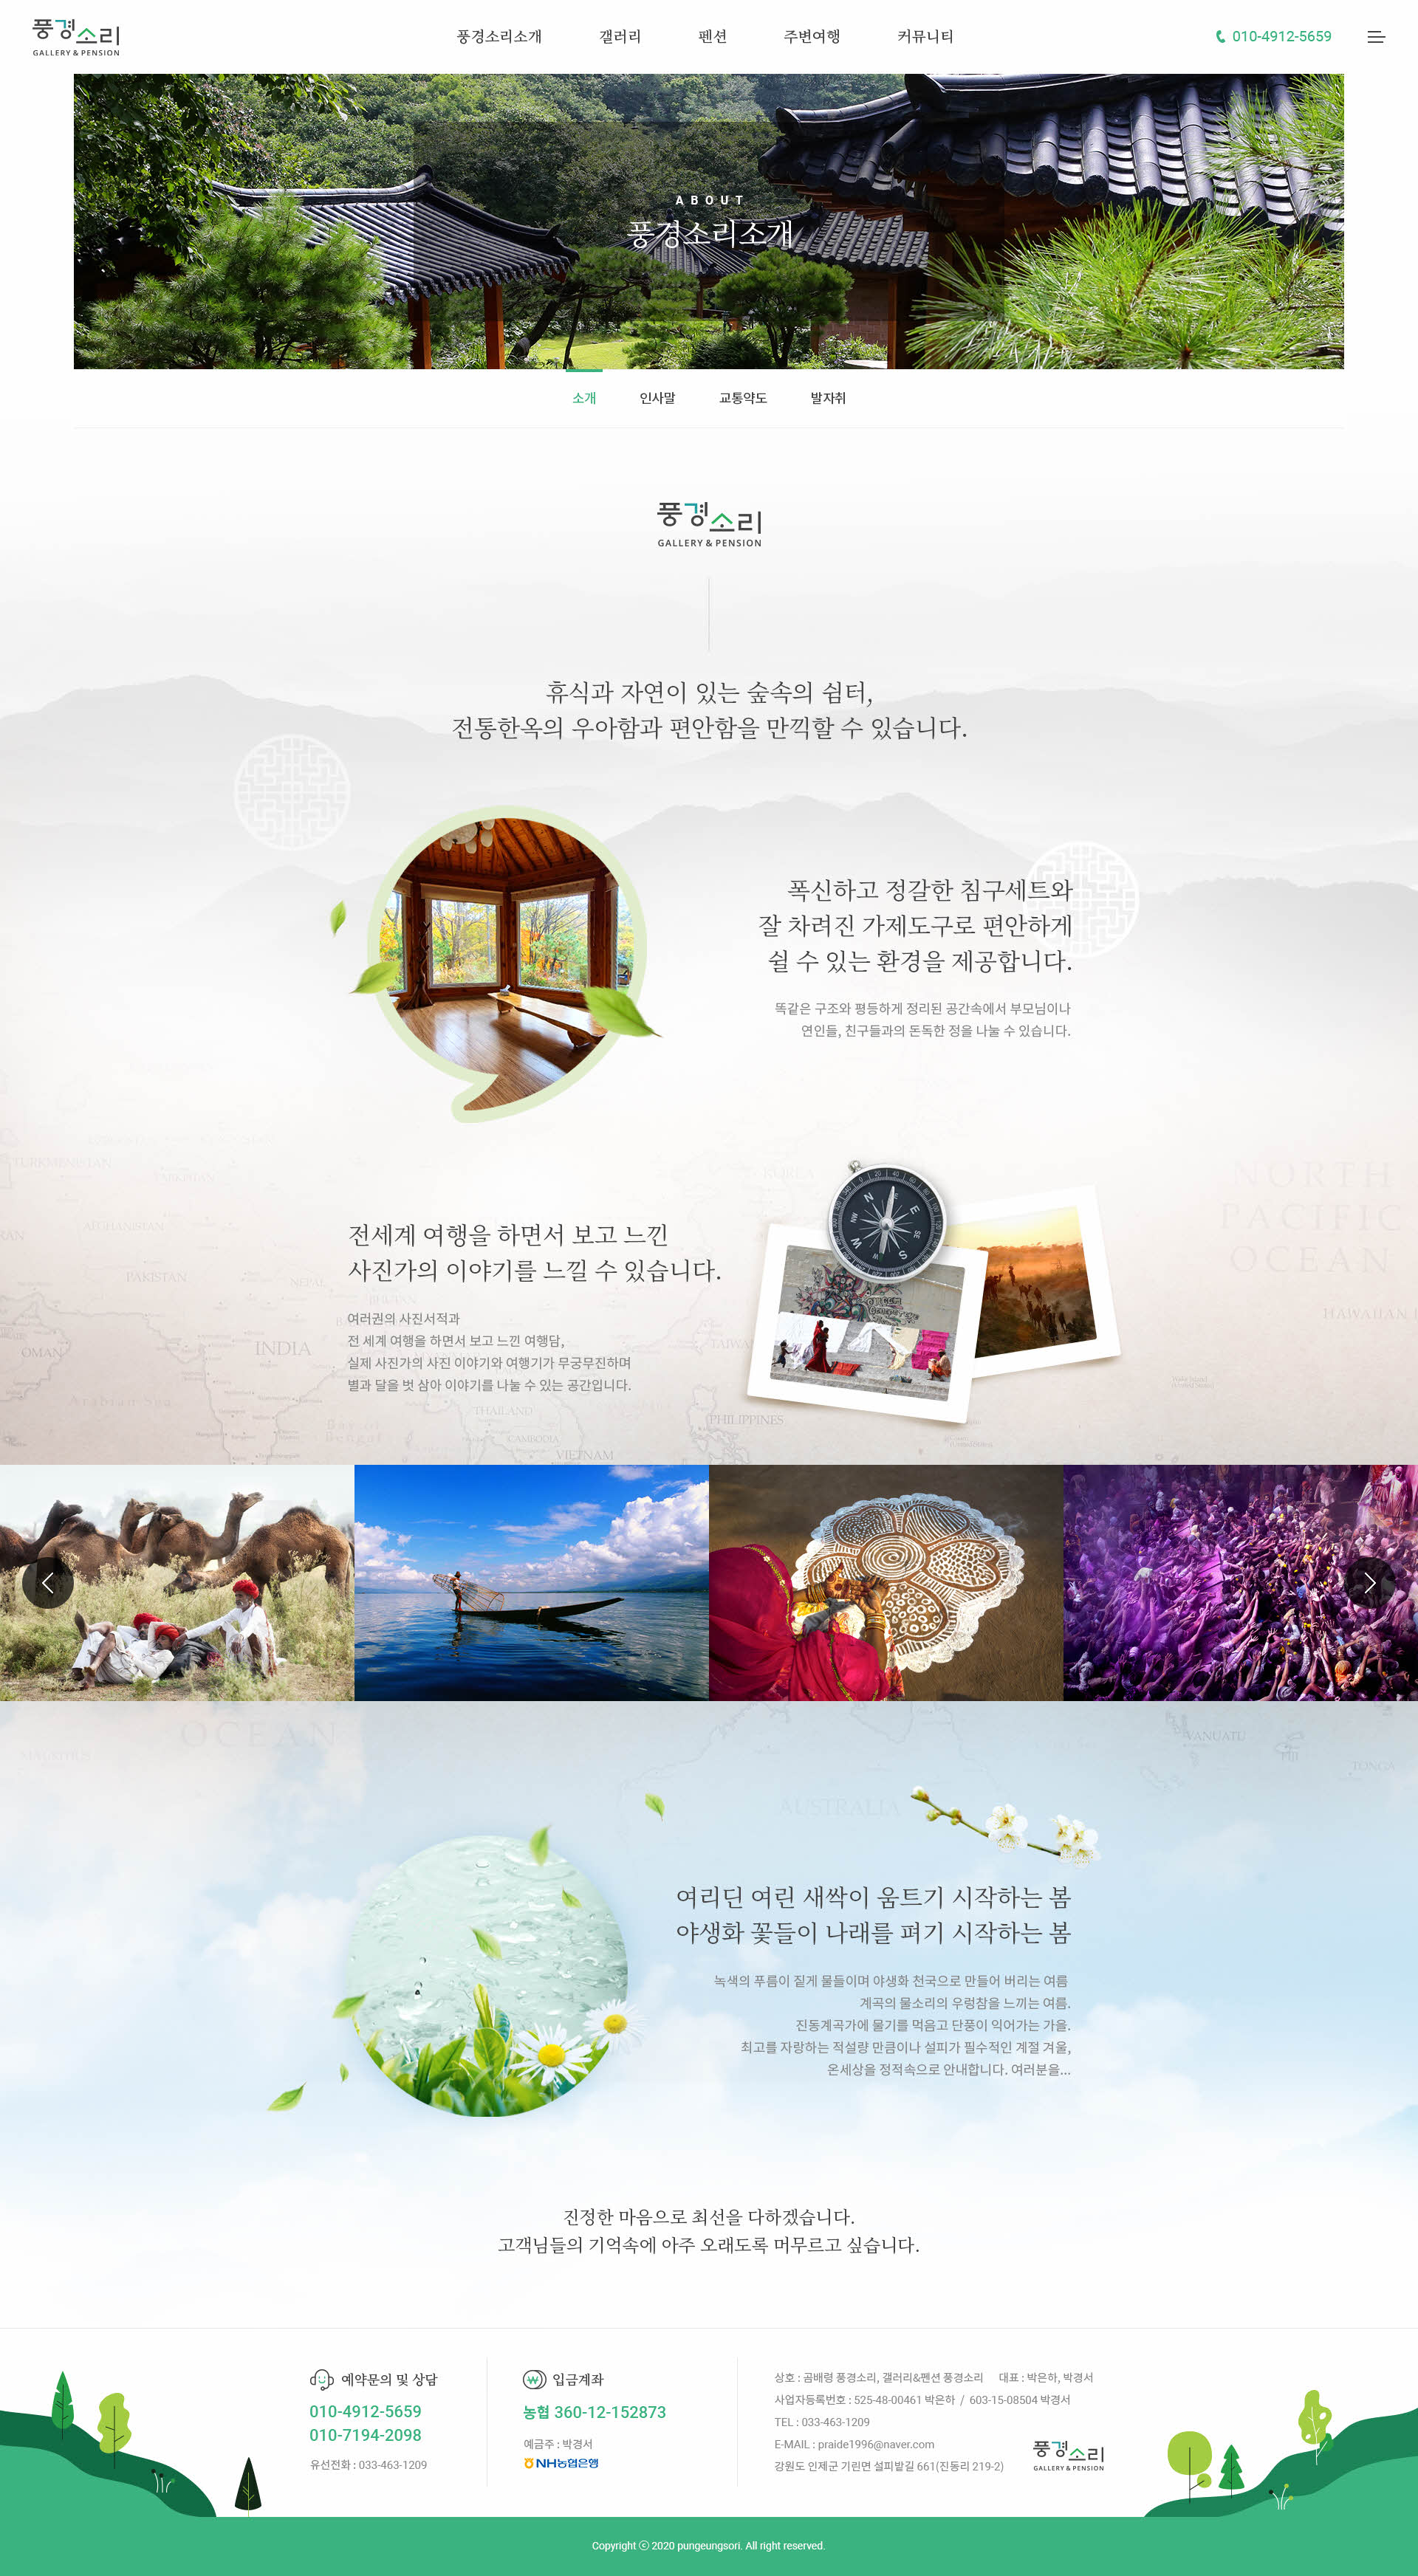 풍경소리
GALLERY & PENSION
풍경소리소개
갤러리
펜션
주변여행
커뮤니티
010-4912-5659
ABOUT
풍경소리소개
소개
인사말
교통약도
발자취
풍경소리
GALLERY & PENSION
휴식과 자연이 있는 숲속의 쉼터,
전통한옥의 우아함과 편안함을 만끽할 수 있습니다.
폭신하고 정갈한 침구세트와
잘 차려진 가제도구로 편안하게
쉴 수 있는 환경을 제공합니다.
똑같은 구조와 평등하게 정리된 공간속에서 부모님이나
연인들, 친구들과의 돈독한 정을 나눌 수 있습니다.
TURKMENISTAN
AFGHANISTAN
PAKISTAN
NEPAL
OMAN
INDIA
Arabian Sea
Bay of
Bengal
THAILAND
CAMBODIA
VIETNAM
KOREA
TAIWAN
PHILIPPINES
NORTH
PACIFIC
OCEAN
전세계 여행을 하면서 보고 느낀
사진가의 이야기를 느낄 수 있습니다.
여러권의 사진서적과
전 세계 여행을 하면서 보고 느낀 여행담,
실제 사진가의 사진 이야기와 여행기가 무궁무진하며
별과 달을 벗 삼아 이야기를 나눌 수 있는 공간입니다.
N
NE
E
SE
S
W
NW
OCEAN
VANUATU
FIJI
TONGA
AUSTRALIA
여리딘 여린 새싹이 움트기 시작하는 봄
야생화 꽃들이 나래를 펴기 시작하는 봄
녹색의 푸름이 짙게 물들이며 야생화 천국으로 만들어 버리는 여름
계곡의 물소리의 우렁참을 느끼는 여름.
진동계곡가에 물기를 먹음고 단풍이 익어가는 가을.
최고를 자랑하는 적설량 만큼이나 설피가 필수적인 계절 겨울,
온세상을 정적속으로 안내합니다. 여러분을...
진정한 마음으로 최선을 다하겠습니다.
고객님들의 기억속에 아주 오래도록 머무르고 싶습니다.
예약문의 및 상담
010-4912-5659
010-7194-2098
유선전화 : 033-463-1209
입금계좌
농협 360-12-152873
예금주 : 박경서
NH농협은행
상호 : 곰배령 풍경소리, 갤러리&펜션 풍경소리 대표 : 박은하, 박경서
사업자등록번호 : 525-48-00461 박은하 / 603-15-08504 박경서
TEL : 033-463-1209
E-MAIL : praide1996@naver.com
강원도 인제군 기린면 설피밭길 661(진동리 219-2)
풍경소리
GALLERY & PENSION
Copyright ⓒ 2020 pungeungsori. All right reserved.